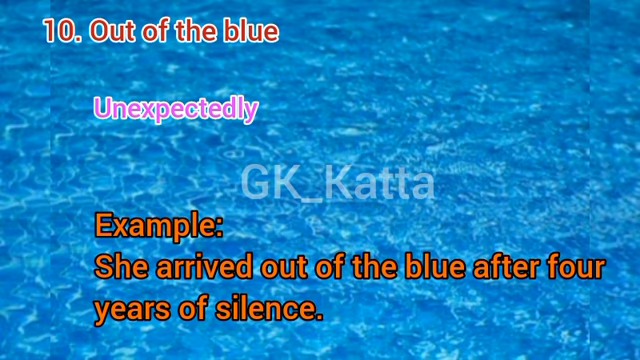 10. Out of the blue
Unexpectedly
GK_Katta
Example:
She arrived out of the blue after four
years of silence.